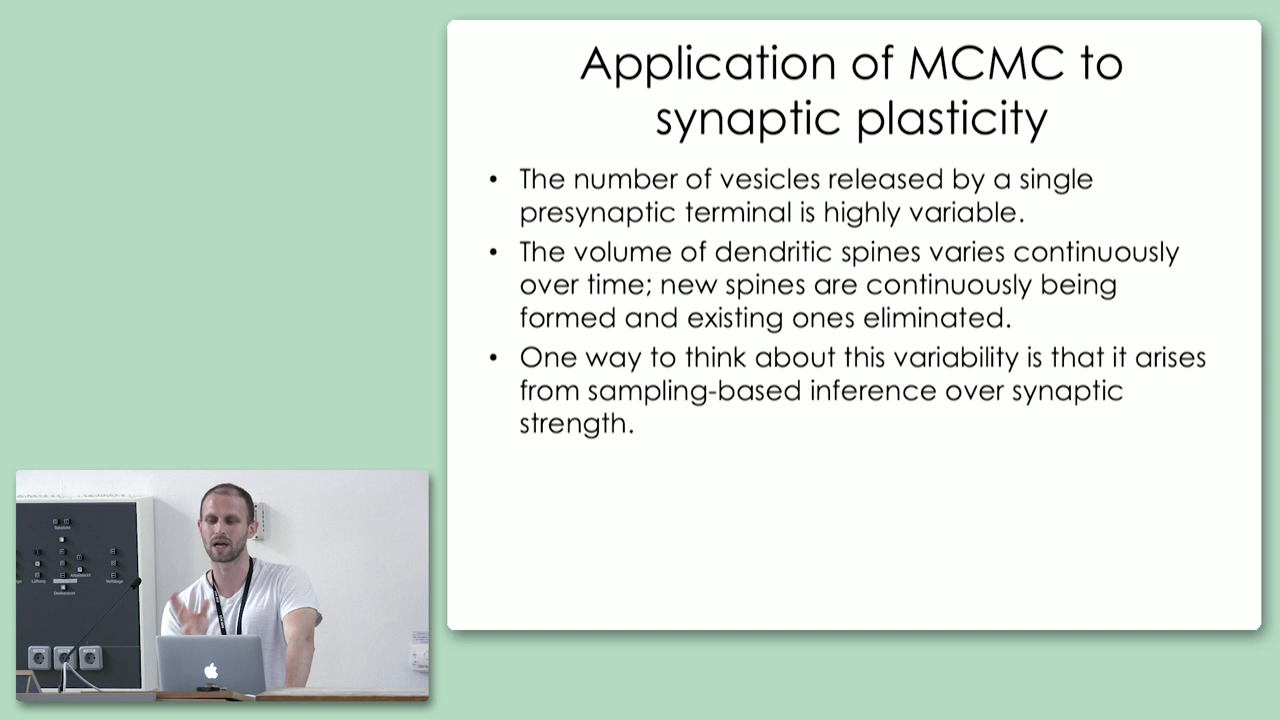 Application of MCMC to
synaptic plasticity
• The number of vesicles released by a single
presynaptic terminal is highly variable.
• The volume of dendritic spines varies continuously
over time; new spines are continuously being
formed and existing ones eliminated.
• One way to think about this variability is that it arises
from sampling-based inference over synaptic
strength.